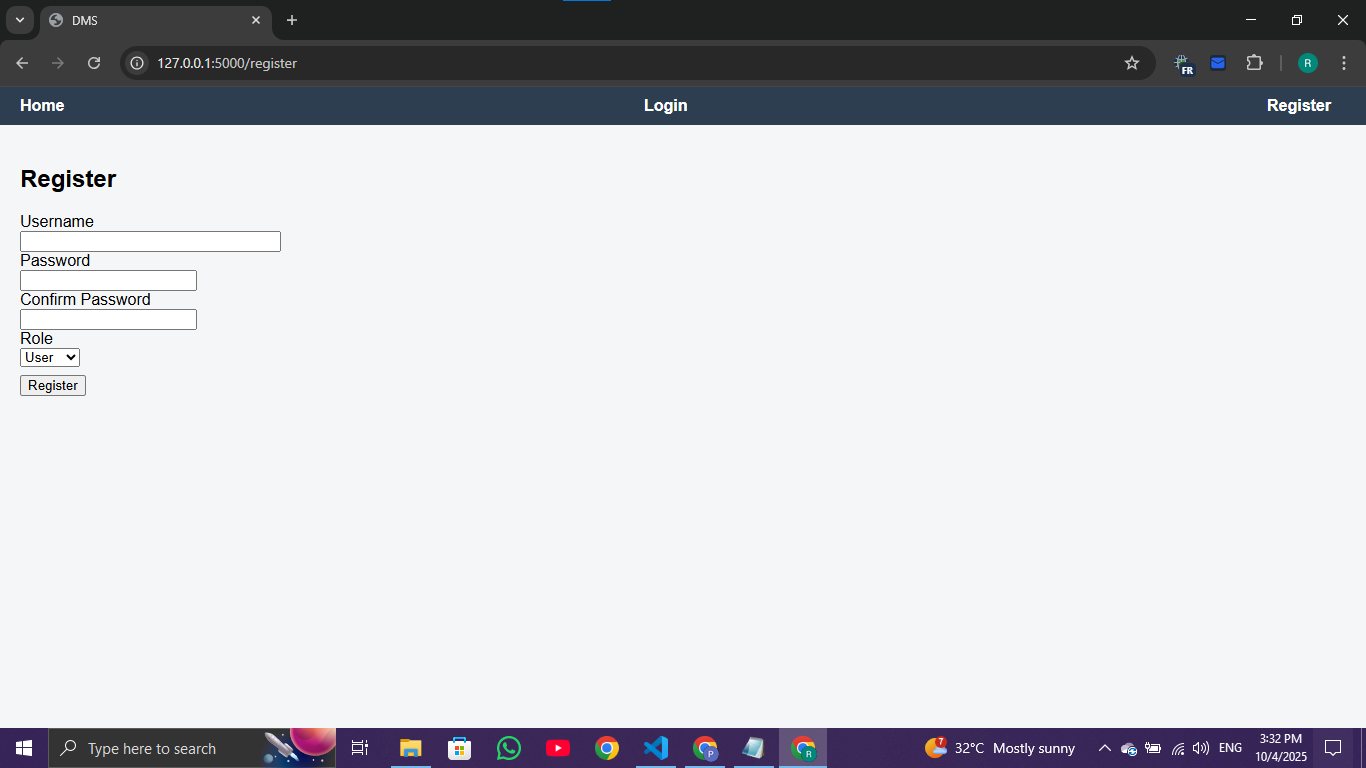 DMS
127.0.0.1:5000/register
FR
R
Home Login Register
Register
Username
Password
Confirm Password
Role
User
Register
Type here to search
P
R
7
32°C Mostly sunny
ENG
3:32 PM
10/4/2025